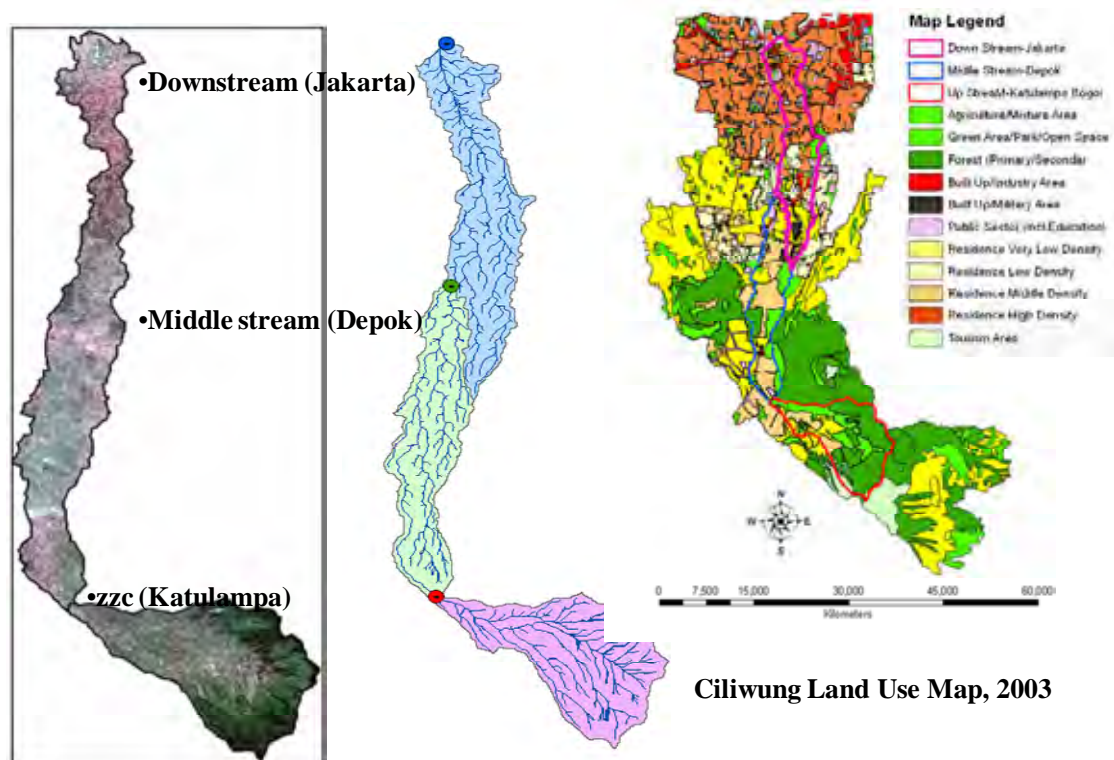 •Downstream (Jakarta)
•Middle stream (Depok)
•zzc (Katulampa)
Map Legend
Down Stream-Jakarta
Midle Stream-Depok
Up StreaM-Katulampa Bogor
Agriculture/Mixture Area
Green Area/Park/Open Space
Forest (Primary/Secondar
Built Up/Industry Area
Built Up/Military Area
Public Sector (incl.Education)
Residence Very Low Density
Residence Low Density
Residence Middle Density
Residence High Density
Tourism Area
N
W E
S
0 7,500 15,000 30,000 45,000 60,000
Kilometers
Ciliwung Land Use Map, 2003